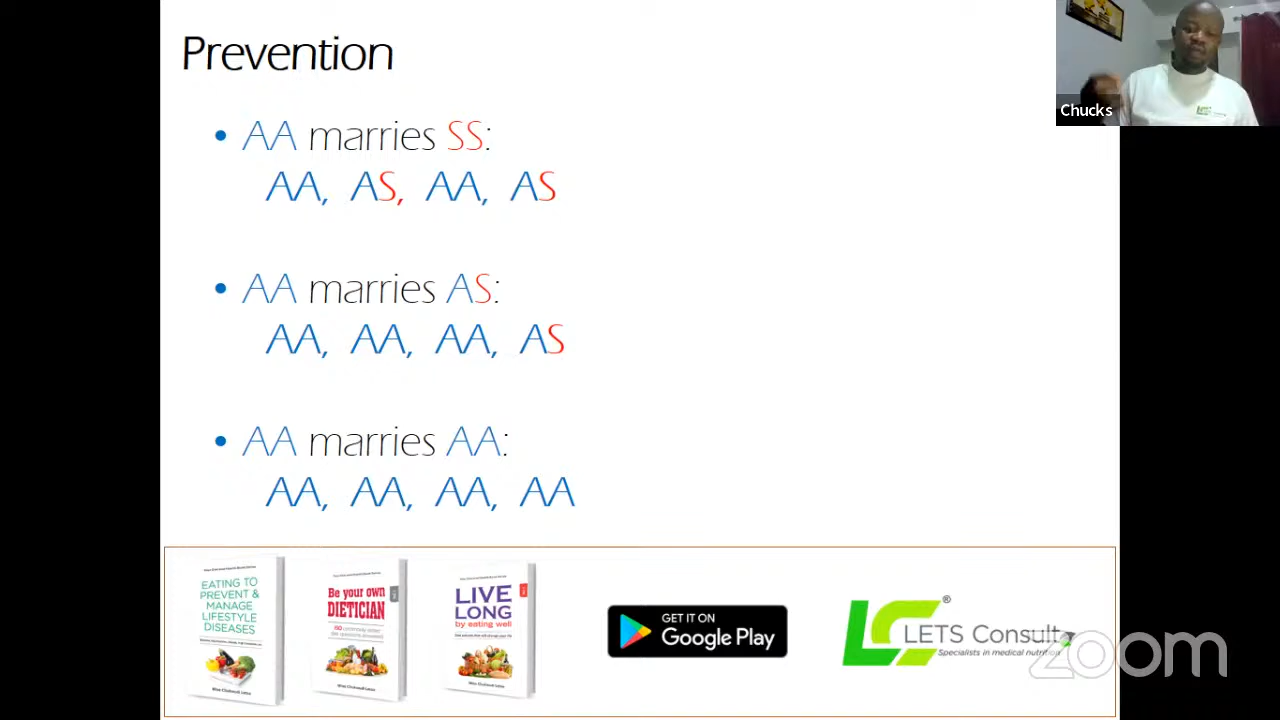 Prevention
Chucks
• AA marries SS:
AA, AS, AA, AS
• AA marries AS:
AA, AA, AA, AS
• AA marries AA:
AA, AA, AA, AA
EATING TO
PREVENT &
MANAGE
LIFESTYLE
DISEASES
Be your own
DIETICIAN
LIVE
LONG
by eating well
GET IT ON
Google Play
LC®
LETS Consult
Specialists in medical nutrition
zoom